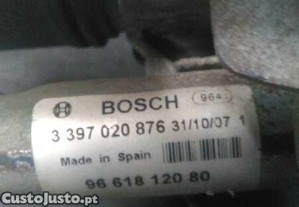 BOSCH 964
3 397 020 876 31/10/07 1
Made in Spain
96 618 120 80
CustoJusto.pt